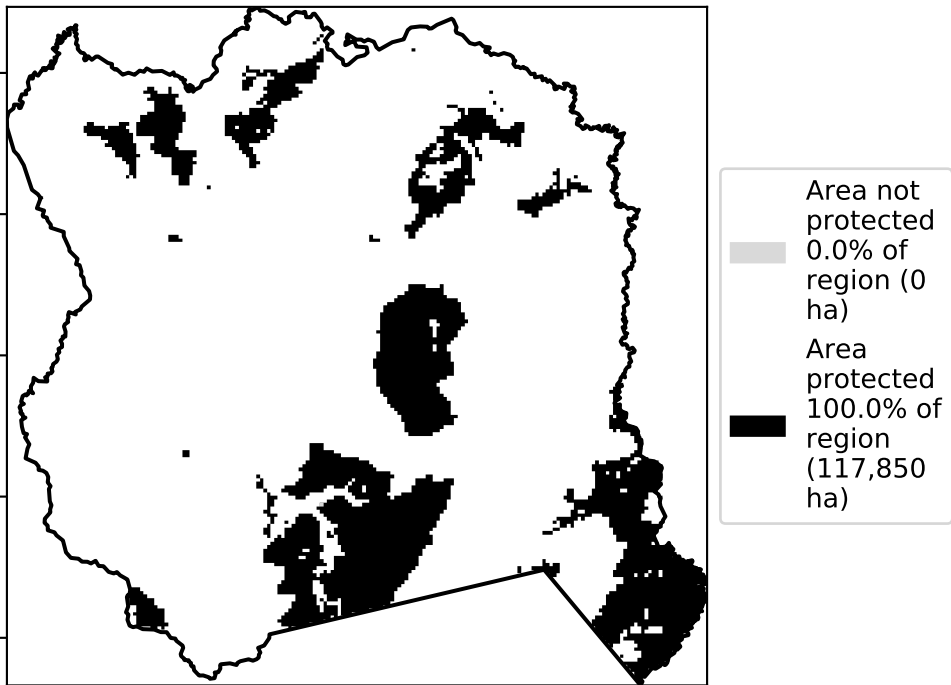 Area not
protected
0.0% of
region (0
ha)
Area
protected
100.0% of
region
(117,850
ha)